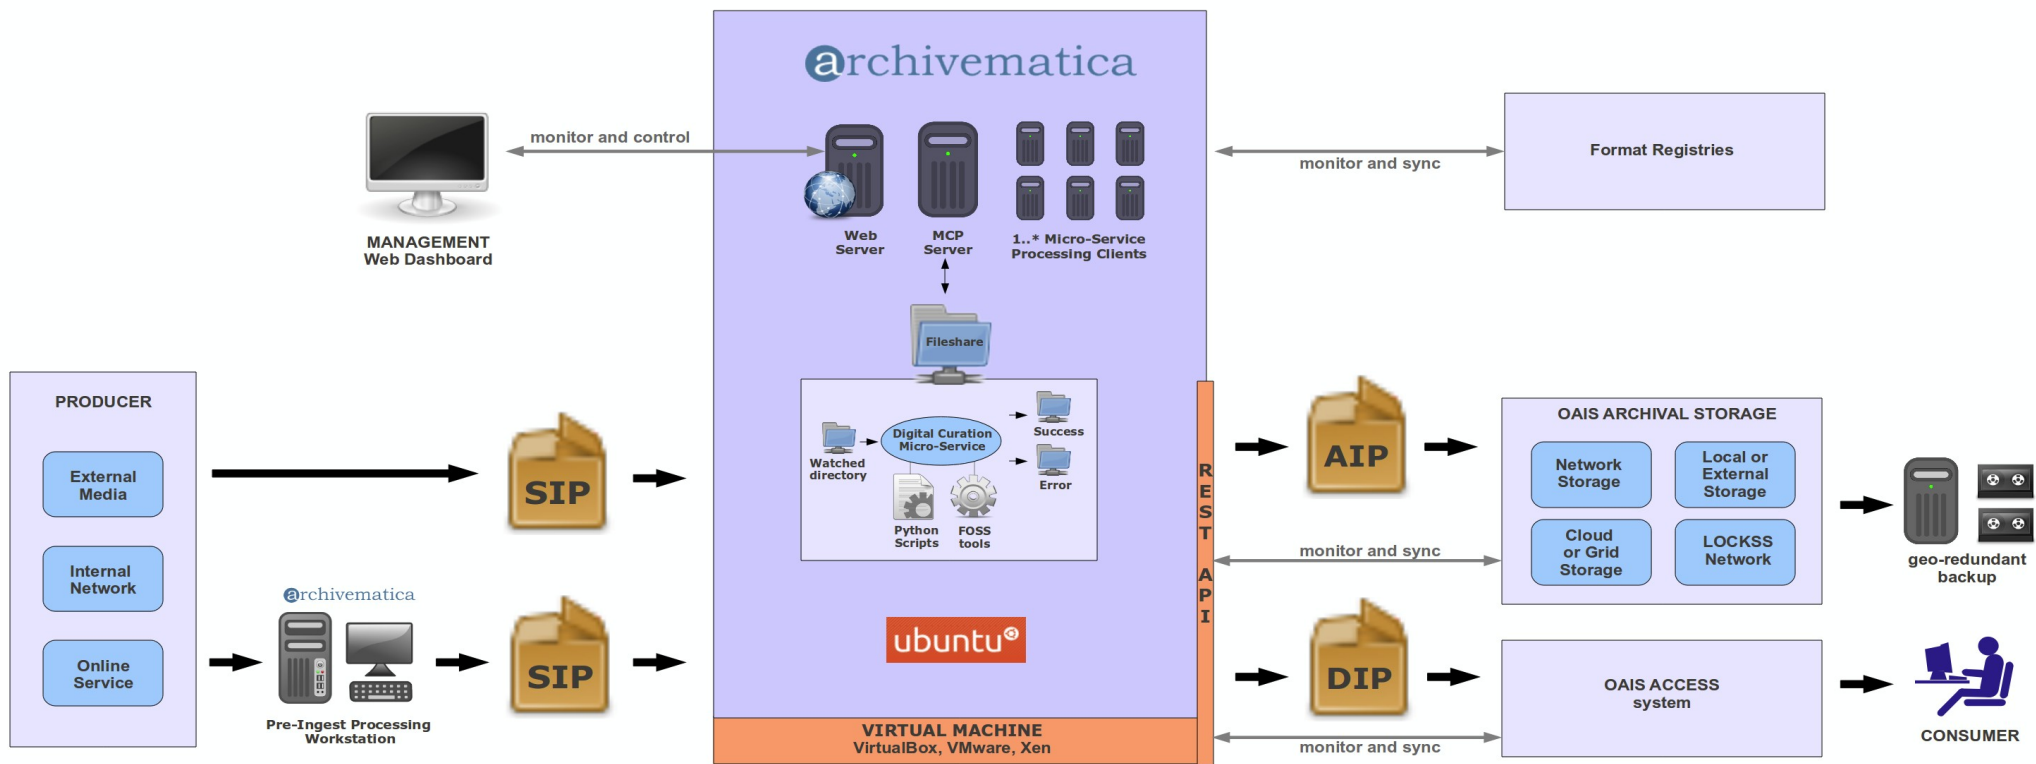 archivematica
monitor and control
MANAGEMENT
Web Dashboard
Web
Server
MCP
Server
1..* Micro-Service
Processing Clients
monitor and sync
Format Registries
Fileshare
Watched
directory
Digital Curation
Micro-Service
Success
Error
Python
Scripts
FOSS
tools
PRODUCER
External
Media
Internal
Network
Online
Service
SIP
archivematica
Pre-Ingest Processing
Workstation
SIP
ubuntu
VIRTUAL MACHINE
VirtualBox, VMware, Xen
REST API
AIP
OAIS ARCHIVAL STORAGE
Network
Storage
Local or
External
Storage
Cloud
or Grid
Storage
LOCKSS
Network
monitor and sync
geo-redundant
backup
DIP
OAIS ACCESS
system
monitor and sync
CONSUMER